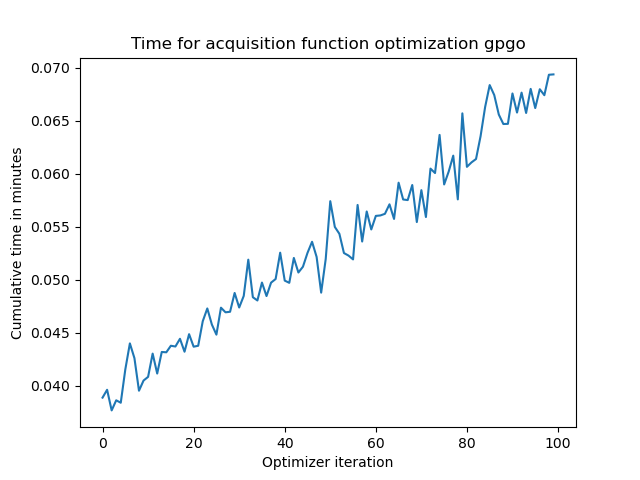 Time for acquisition function optimization gpgo
0.070
0.065
0.060
0.055
0.050
0.045
0.040
Cumulative time in minutes
0 20 40 60 80 100
Optimizer iteration